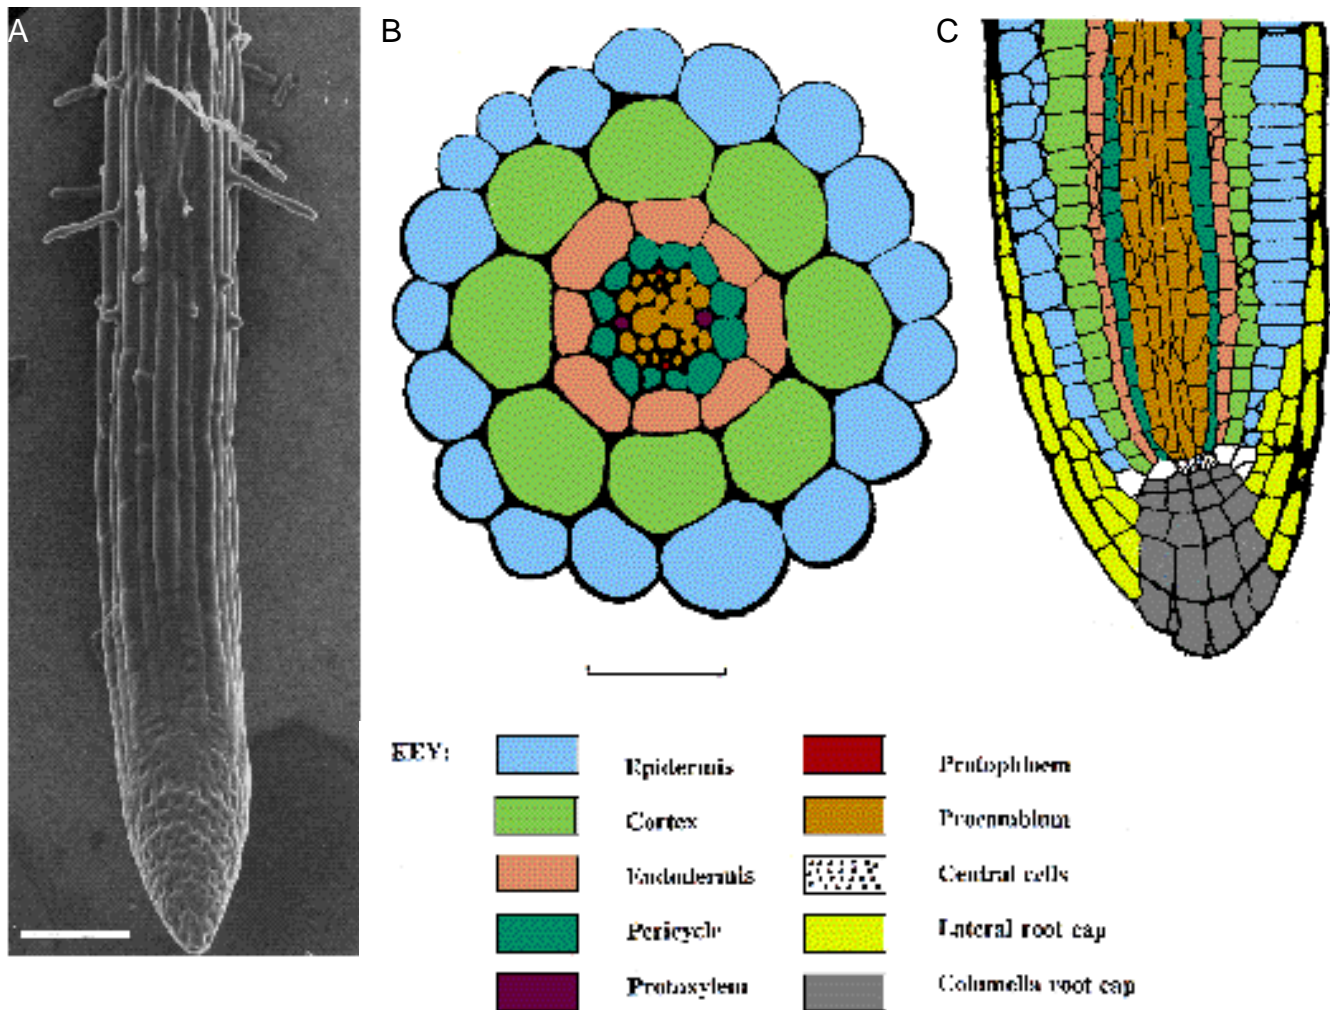 A
B
C
KEY:
Epidermis
Cortex
Endodermis
Pericycle
Protoxylem
Protophloem
Procambium
Central cells
Lateral root cap
Columella root cap